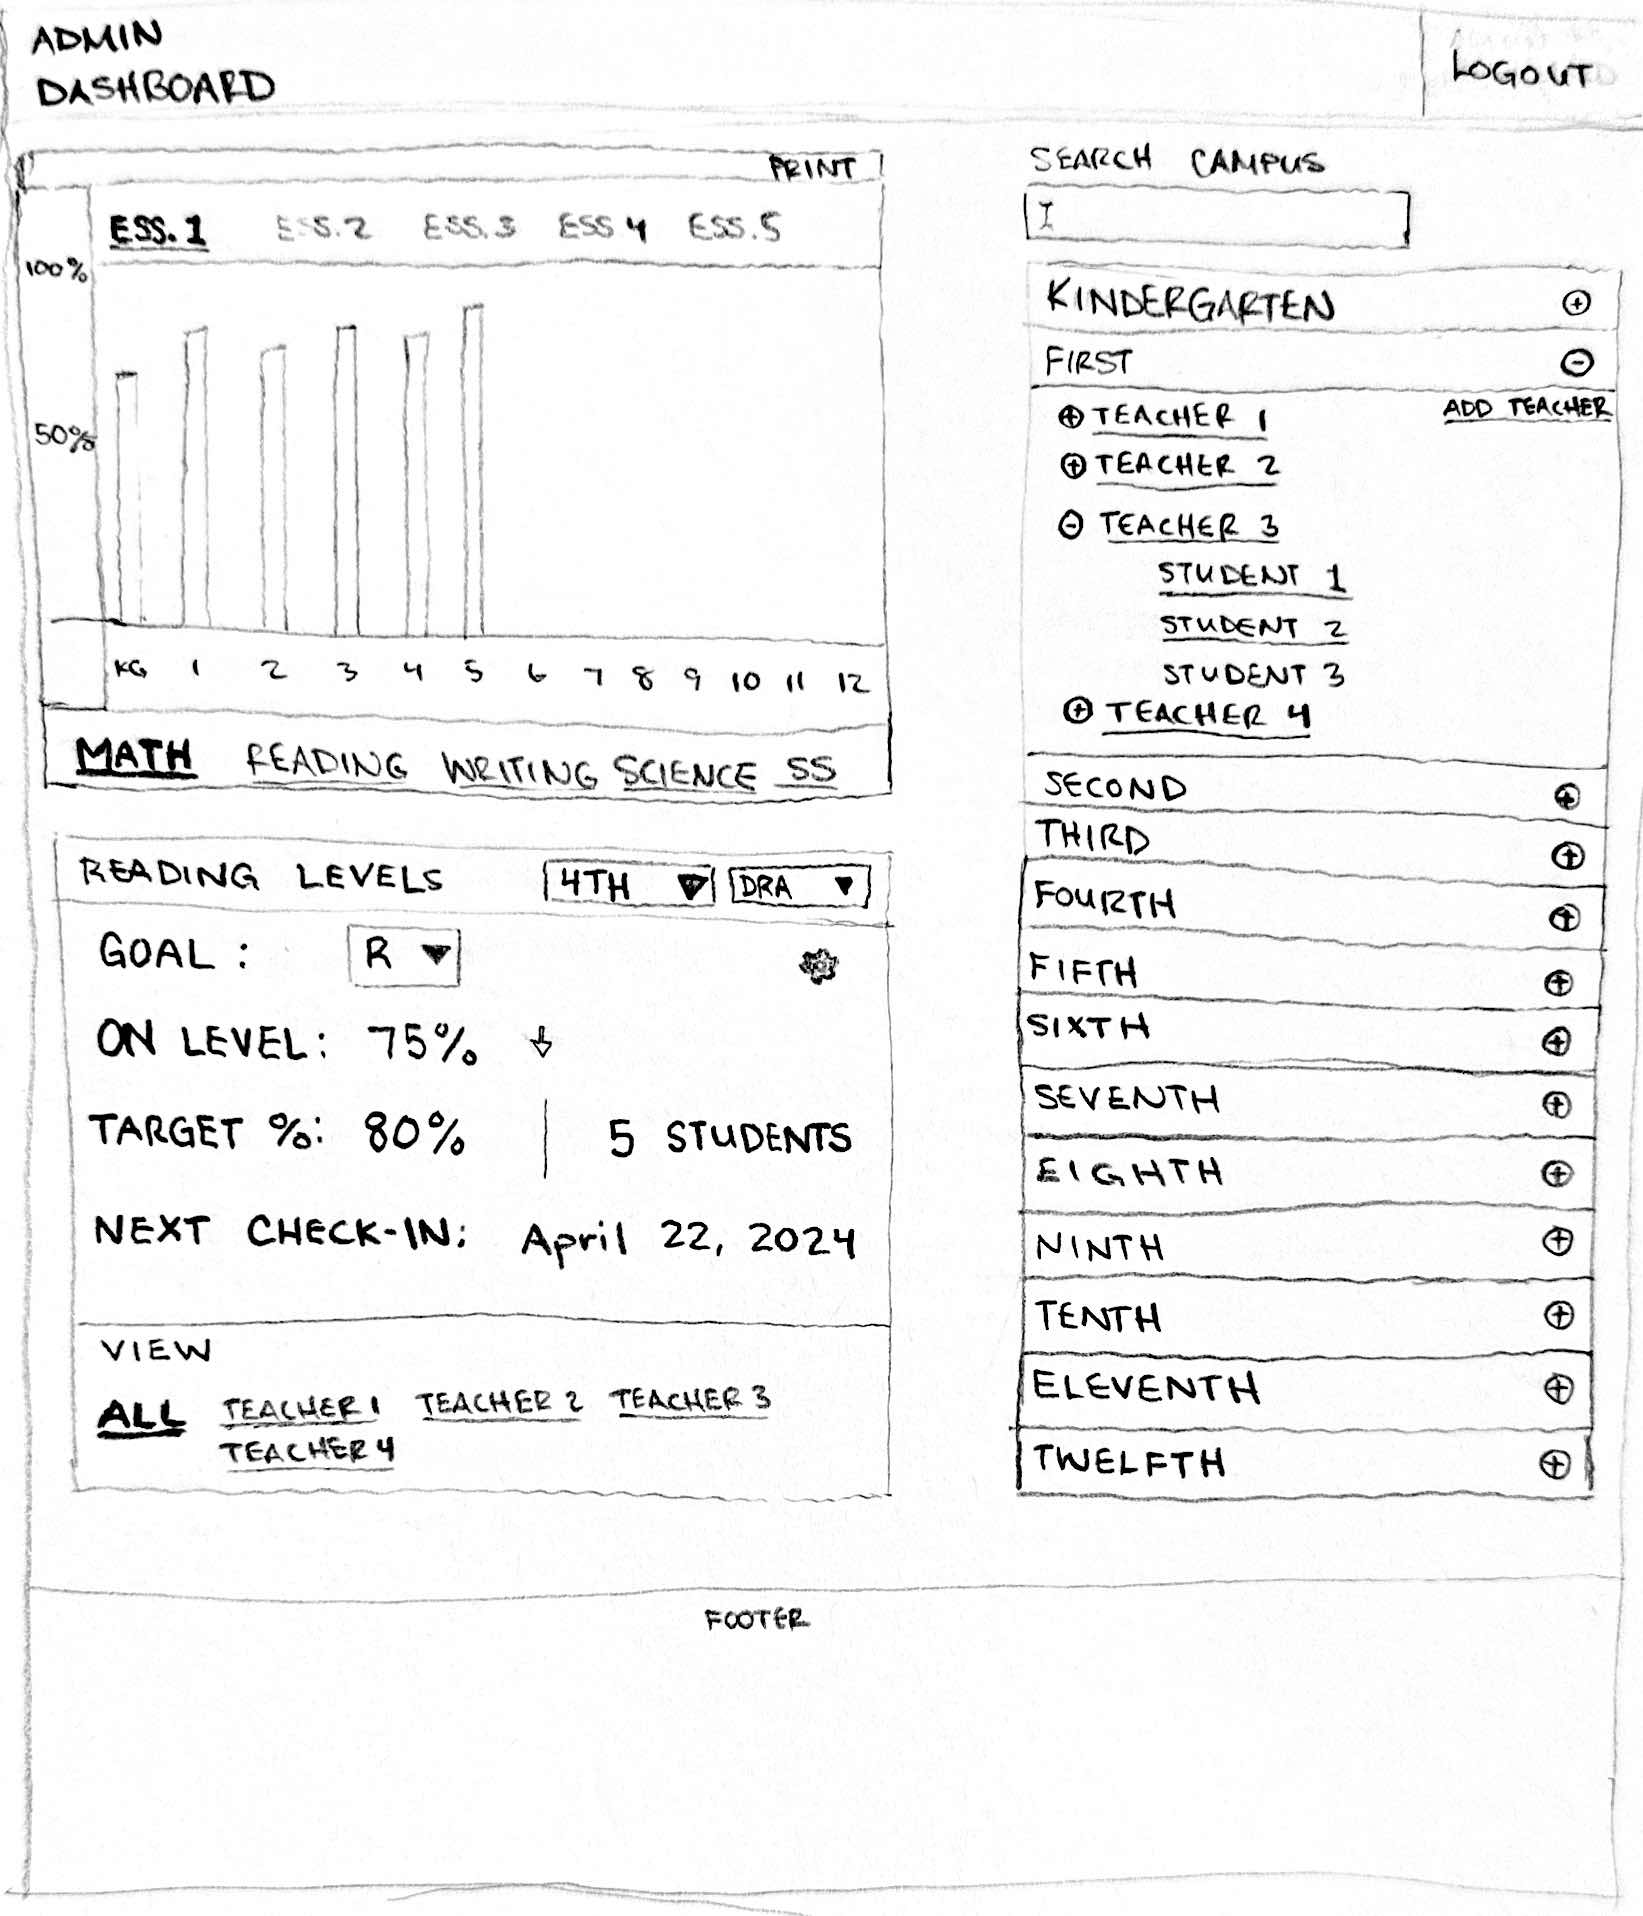 ADMIN
DASHBOARD
LOGOUT
PRINT
ESS.1 ESS.2 ESS.3 ESS 4 ESS.5
100%
50%
KG 1 2 3 4 5 6 7 8 9 10 11 12
MATH READING WRITING SCIENCE SS
READING LEVELS 4TH DRA
GOAL : R
ON LEVEL: 75%
TARGET %: 80% 5 STUDENTS
NEXT CHECK-IN: April 22, 2024
VIEW
ALL TEACHER 1 TEACHER 2 TEACHER 3
TEACHER 4
SEARCH CAMPUS
KINDERGARTEN
FIRST
TEACHER 1 ADD TEACHER
TEACHER 2
TEACHER 3
STUDENT 1
STUDENT 2
STUDENT 3
TEACHER 4
SECOND
THIRD
FOURTH
FIFTH
SIXTH
SEVENTH
EIGHTH
NINTH
TENTH
ELEVENTH
TWELFTH
FOOTER